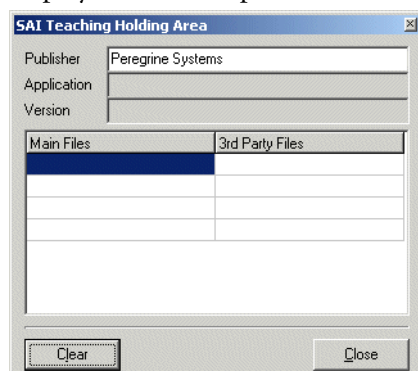 SAI Teaching Holding Area
Publisher Peregrine Systems
Application
Version
Main Files 3rd Party Files
Clear Close